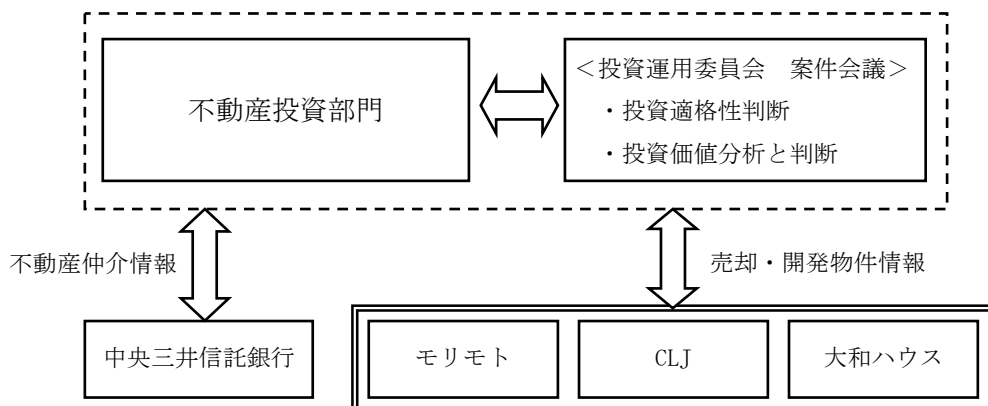 不動産投資部門
＜投資運用委員会　案件会議＞
・投資適格性判断
・投資価値分析と判断
不動産仲介情報
売却・開発物件情報
中央三井信託銀行
モリモト
CLJ
大和ハウス